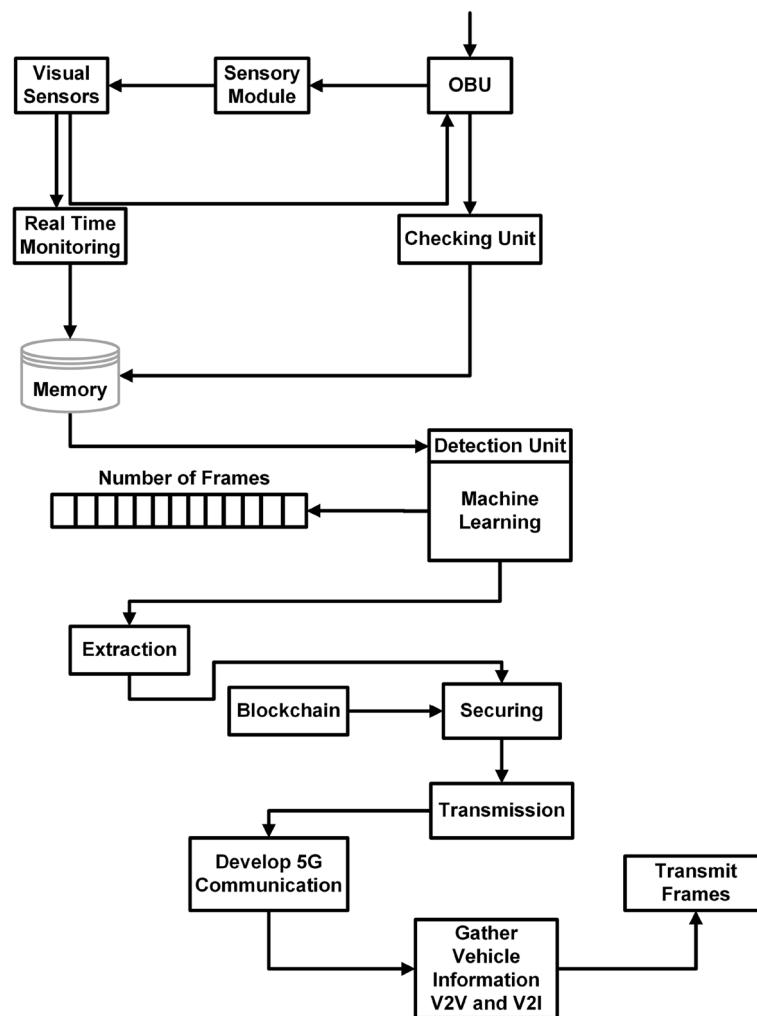 Visual
Sensors
Sensory
Module
OBU
Real Time
Monitoring
Checking Unit
Memory
Detection Unit
Number of Frames
Machine
Learning
Extraction
Blockchain
Securing
Transmission
Develop 5G
Communication
Transmit
Frames
Gather
Vehicle
Information
V2V and V2I